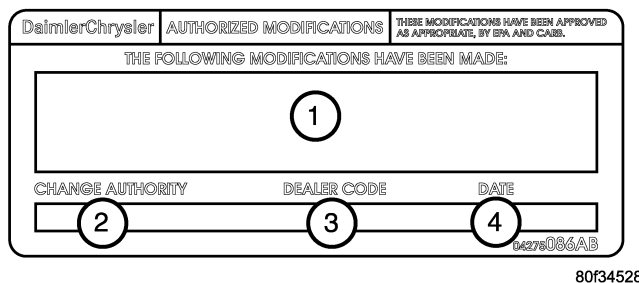 DaimlerChrysler AUTHORIZED MODIFICATIONS THESE MODIFICATIONS HAVE BEEN APPROVED
AS APPROPRIATE, BY EPA AND CARB.
THE FOLLOWING MODIFICATIONS HAVE BEEN MADE:
1
CHANGE AUTHORITY DEALER CODE DATE
2 3 4
04275086AB
80f34528